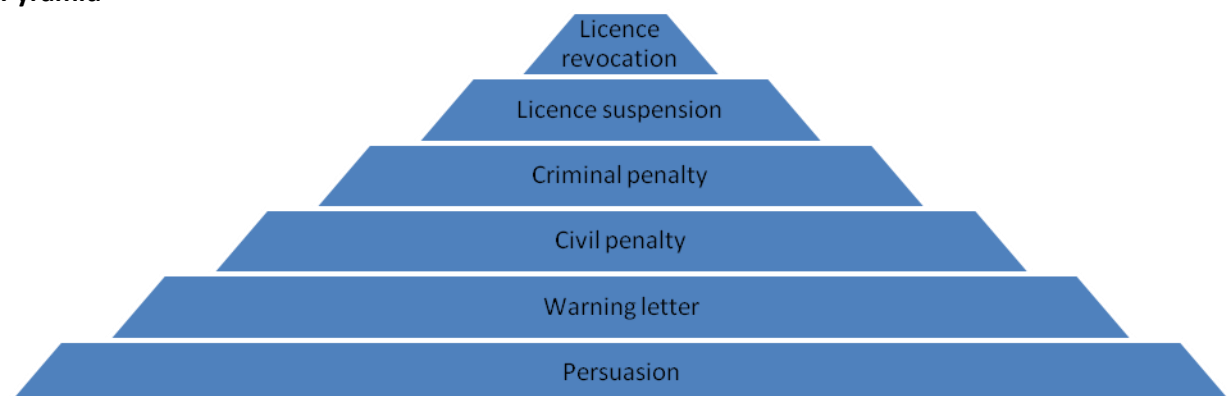 Licence
revocation
Licence suspension
Criminal penalty
Civil penalty
Warning letter
Persuasion